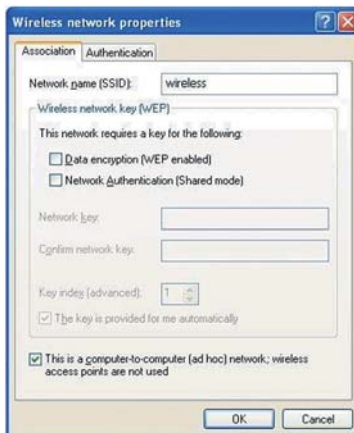 Wireless network properties
Association Authentication
Network name (SSID): wireless
Wireless network key (WEP)
This network requires a key for the following:
Data encryption (WEP enabled)
Network Authentication (Shared mode)
Network key:
Confirm network key:
Key index (advanced): 1
The key is provided for me automatically
This is a computer-to-computer (ad hoc) network; wireless
access points are not used
OK Cancel